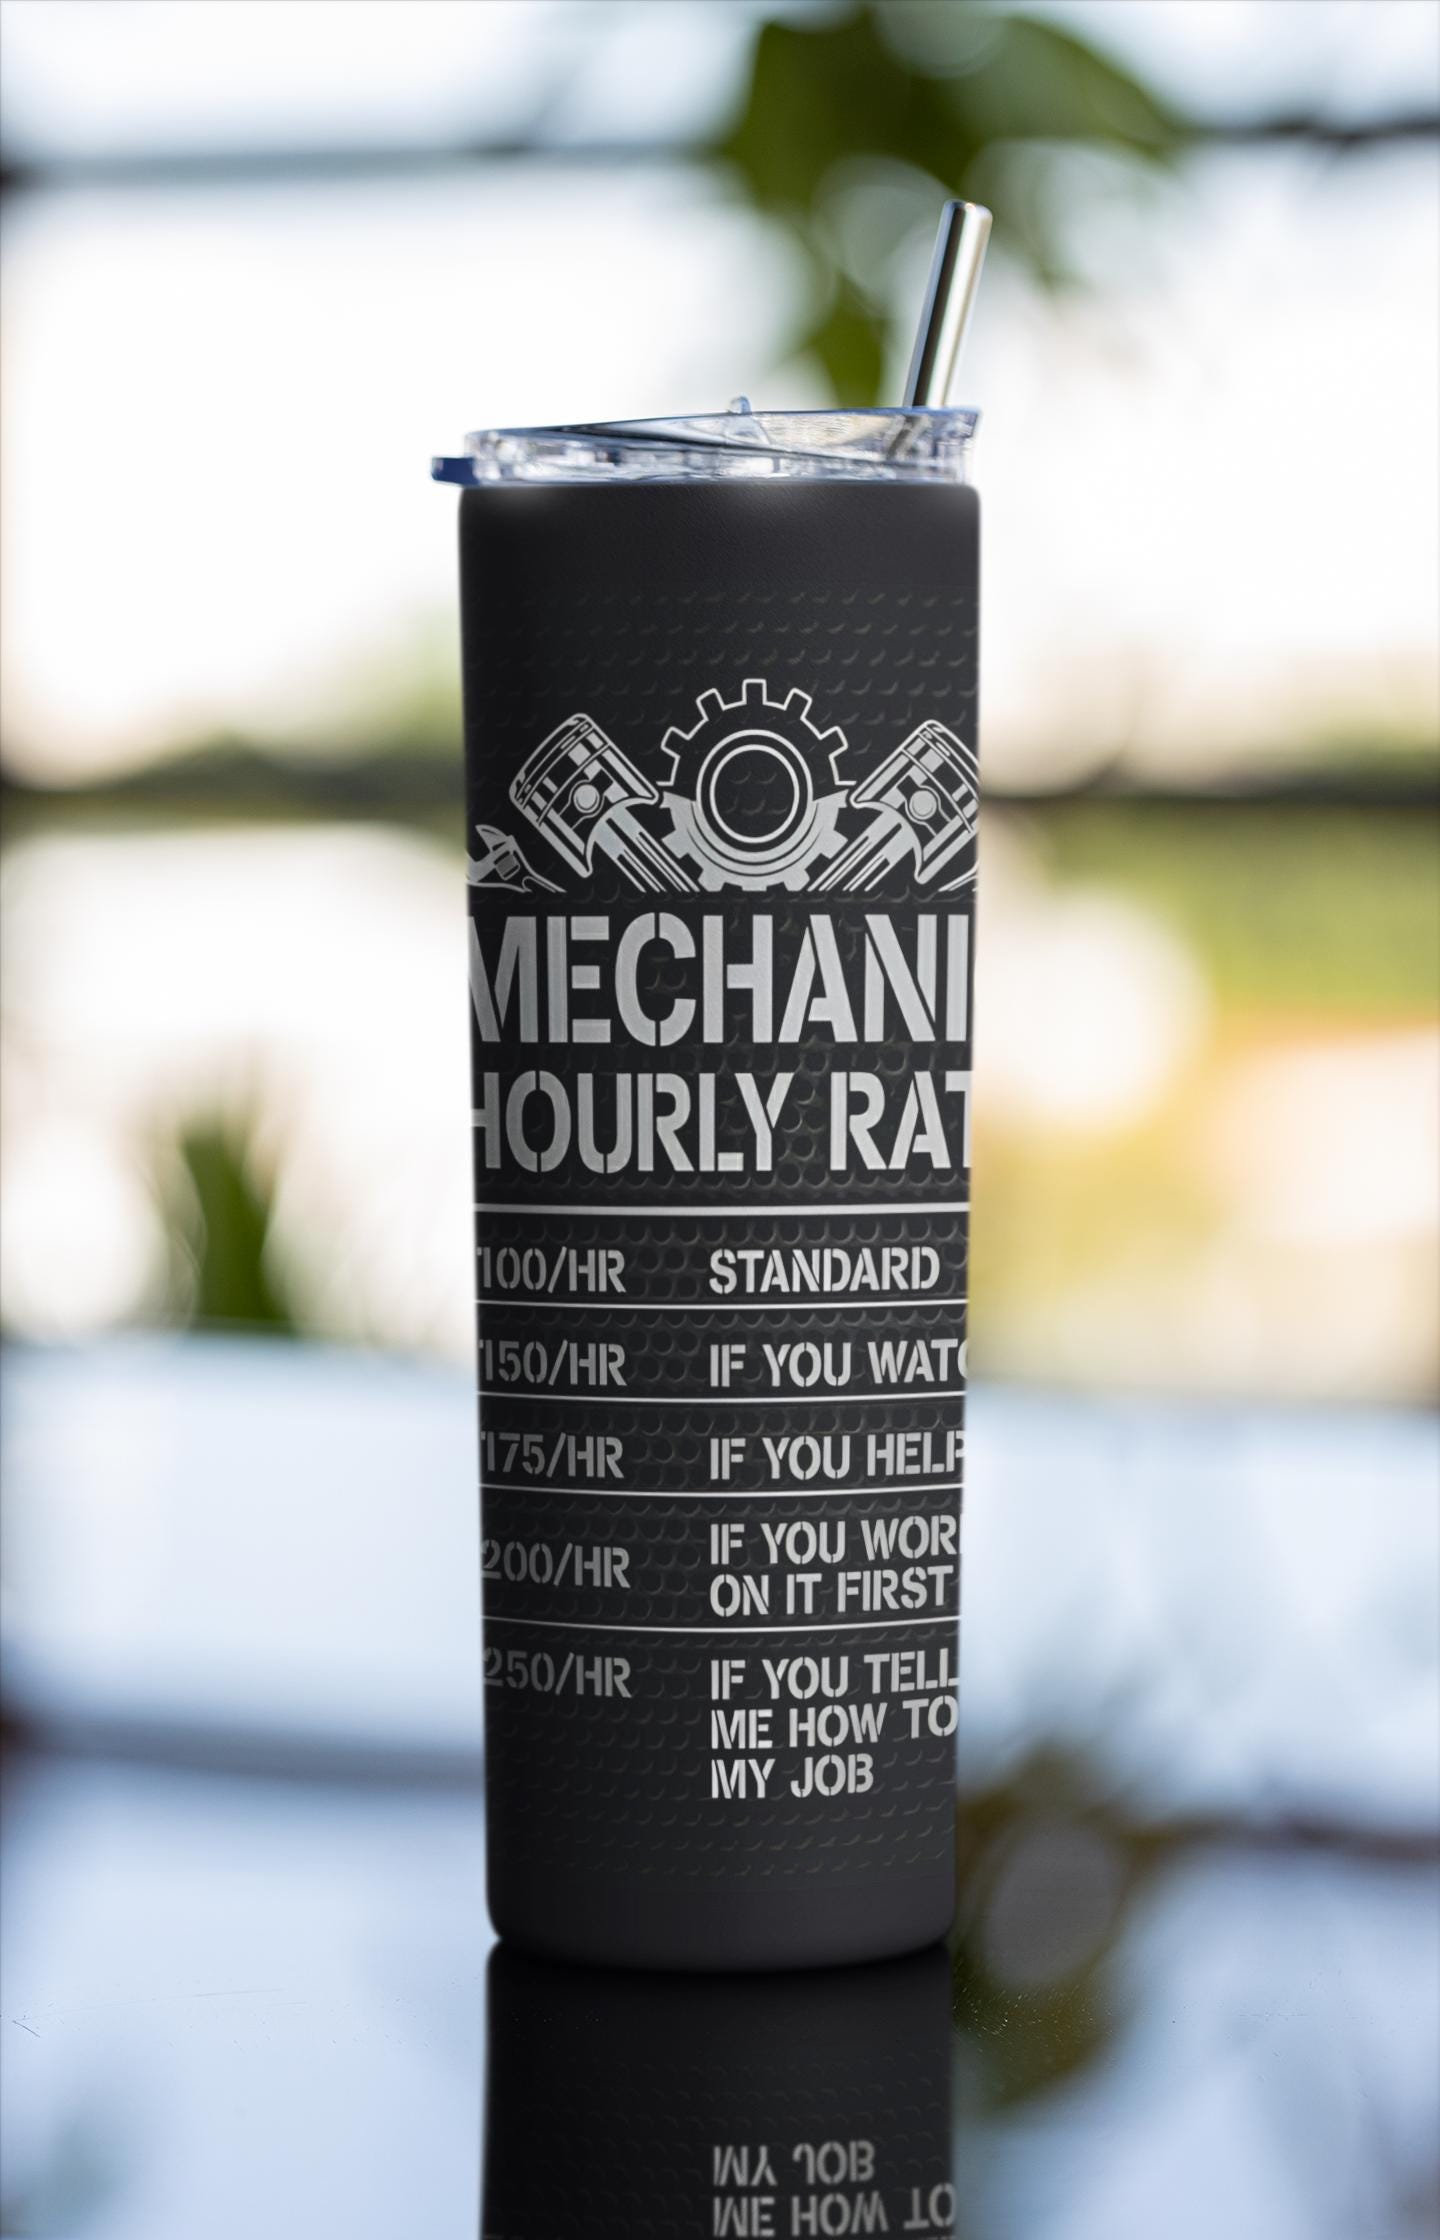 MECHANI
HOURLY RAT
100/HR STANDARD
150/HR IF YOU WATC
175/HR IF YOU HELP
200/HR IF YOU WOR
ON IT FIRST
250/HR IF YOU TELL
ME HOW TO
MY JOB